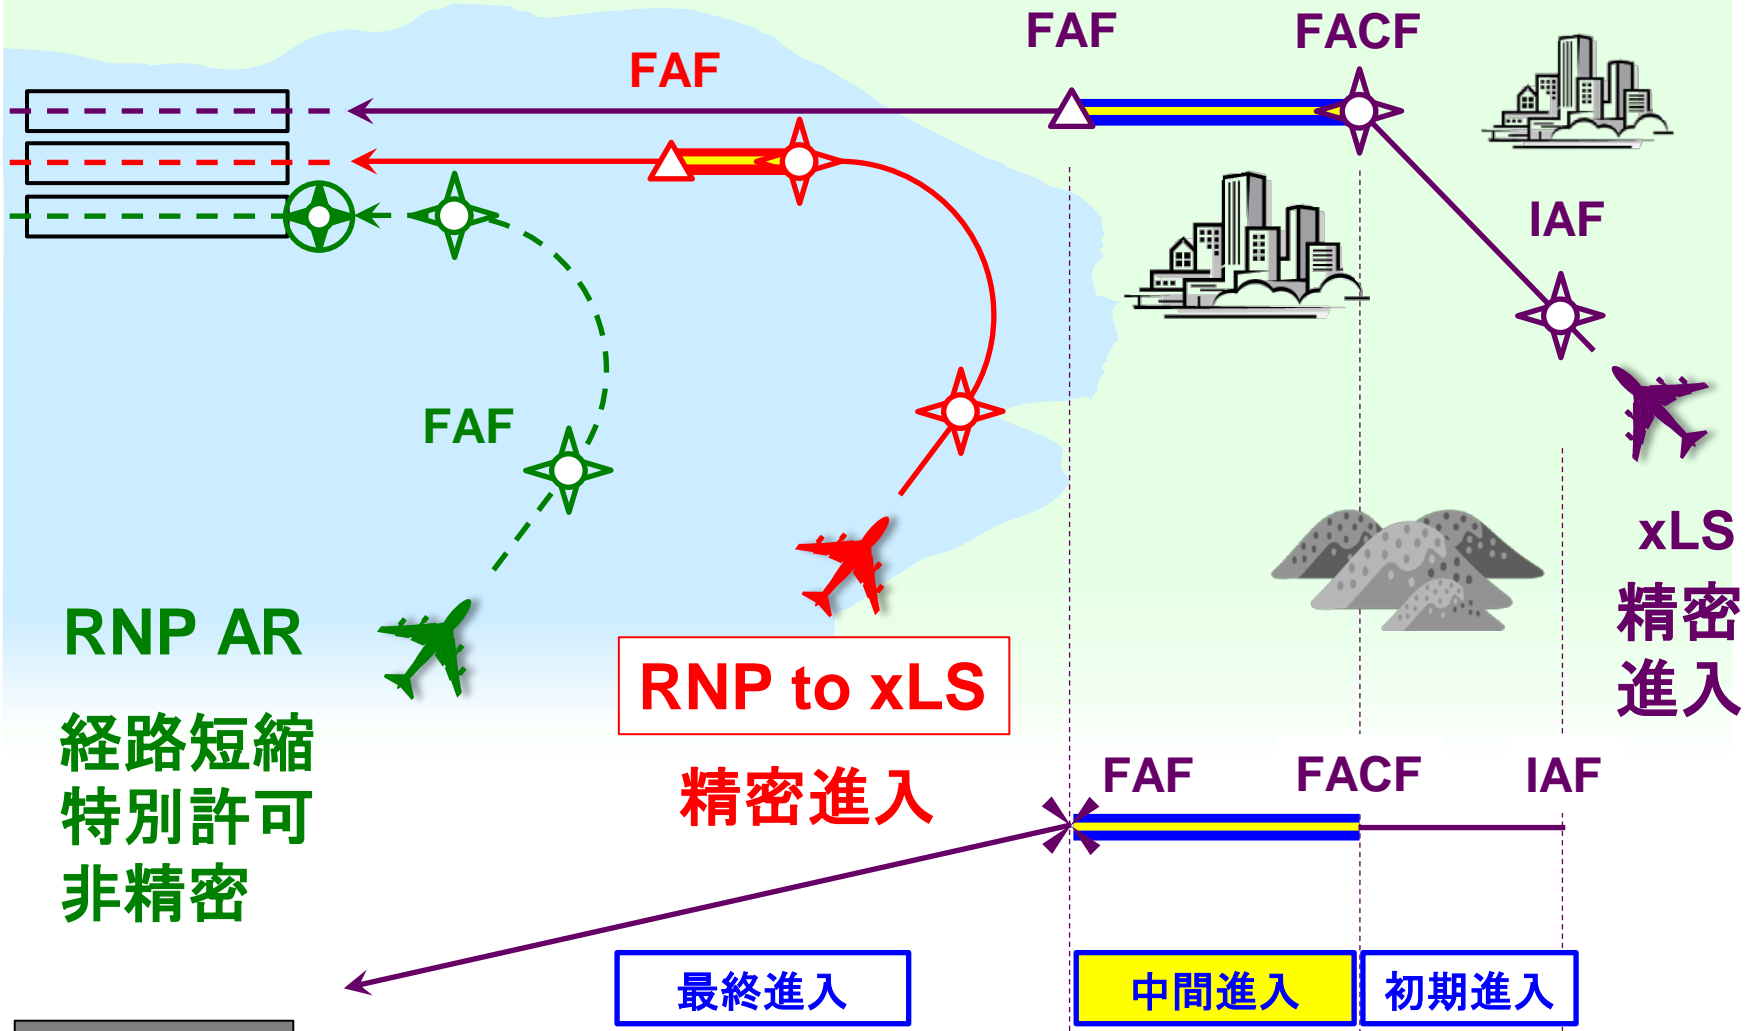 FAF
FACF
FAF
IAF
FAF
xLS
精密
進入
RNP AR
経路短縮
特別許可
非精密
RNP to xLS
精密進入
FAF
FACF
IAF
最終進入
中間進入
初期進入